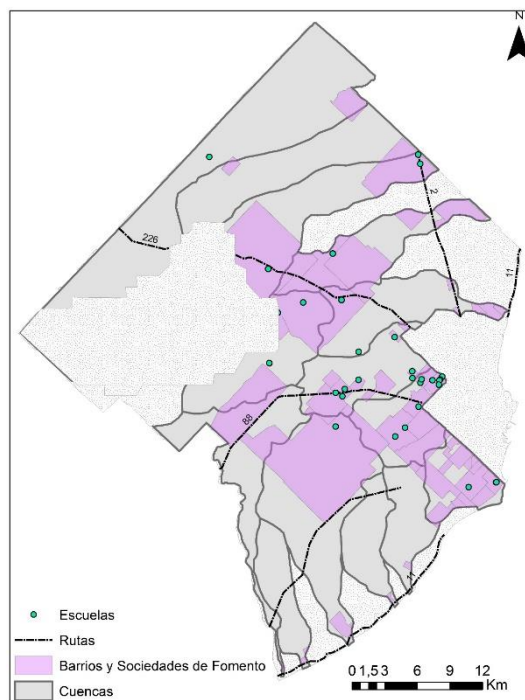 N
2
226
11
88
11
Escuelas
Rutas
Barrios y Sociedades de Fomento
Cuencas
0 1,5 3 6 9 12
Km